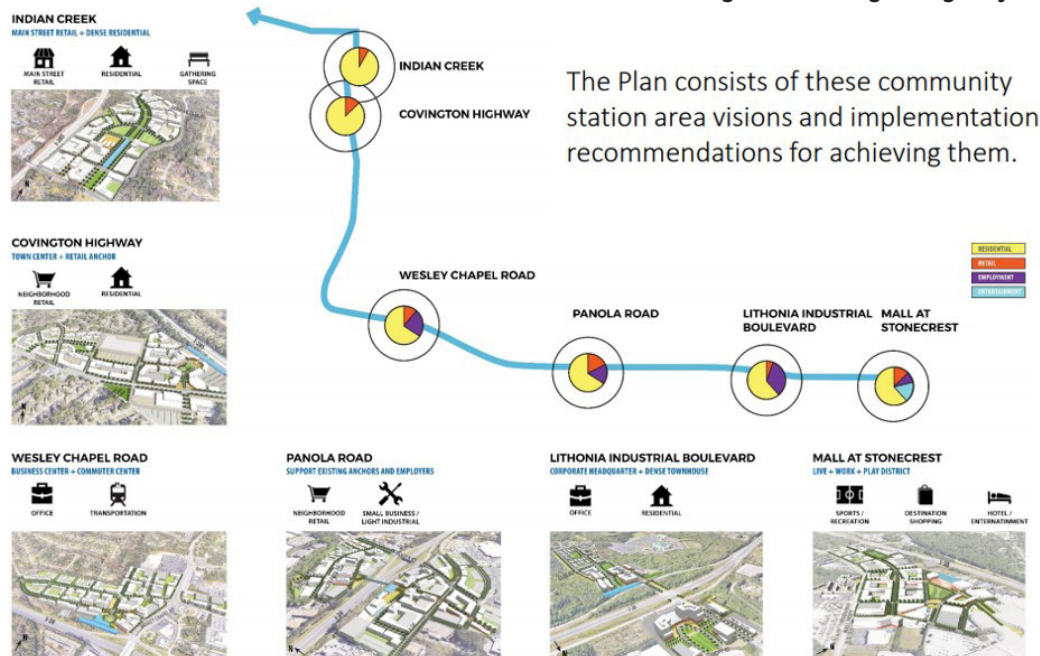 INDIAN CREEK
MAIN STREET RETAIL + DENSE RESIDENTIAL
MAIN STREET
RETAIL
RESIDENTIAL
GATHERING
SPACE
INDIAN CREEK
COVINGTON HIGHWAY
The Plan consists of these community
station area visions and implementation
recommendations for achieving them.
COVINGTON HIGHWAY
TOWN CENTER + RETAIL ANCHOR
NEIGHBORHOOD
RETAIL
RESIDENTIAL
RESIDENTIAL
RETAIL
EMPLOYMENT
ENTERTAINMENT
WESLEY CHAPEL ROAD
PANOLA ROAD
LITHONIA INDUSTRIAL
BOULEVARD
MALL AT
STONECREST
WESLEY CHAPEL ROAD
BUSINESS CENTER + COMMUTER CENTER
OFFICE
TRANSPORTATION
PANOLA ROAD
SUPPORT EXISTING ANCHORS AND EMPLOYERS
NEIGHBORHOOD
RETAIL
SMALL BUSINESS /
LIGHT INDUSTRIAL
LITHONIA INDUSTRIAL BOULEVARD
CORPORATE HEADQUARTER + DENSE TOWNHOUSE
OFFICE
RESIDENTIAL
MALL AT STONECREST
LIVE + WORK + PLAY DISTRICT
SPORTS /
RECREATION
DESTINATION
SHOPPING
HOTEL /
ENTERNATINMENT
N
N
N
N